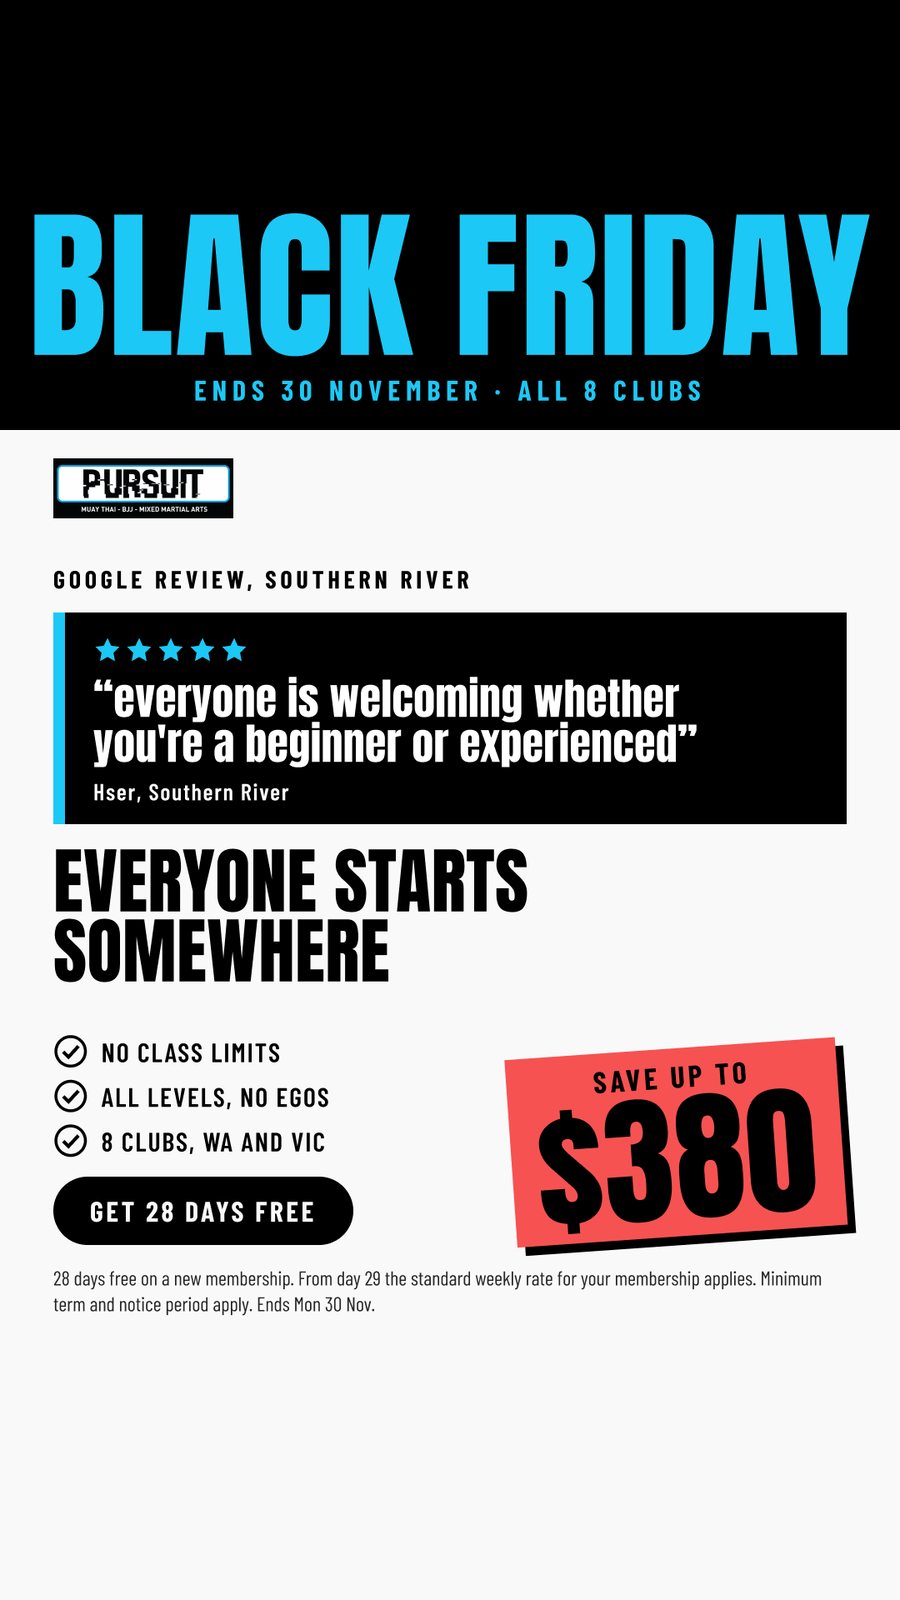 BLACK FRIDAY
ENDS 30 NOVEMBER · ALL 8 CLUBS
PURSUIT
MUAY THAI - BJJ - MIXED MARTIAL ARTS
GOOGLE REVIEW, SOUTHERN RIVER
“everyone is welcoming whether
you're a beginner or experienced”
Hser, Southern River
EVERYONE STARTS
SOMEWHERE
NO CLASS LIMITS
ALL LEVELS, NO EGOS
8 CLUBS, WA AND VIC
GET 28 DAYS FREE
SAVE UP TO
$380
28 days free on a new membership. From day 29 the standard weekly rate for your membership applies. Minimum
term and notice period apply. Ends Mon 30 Nov.